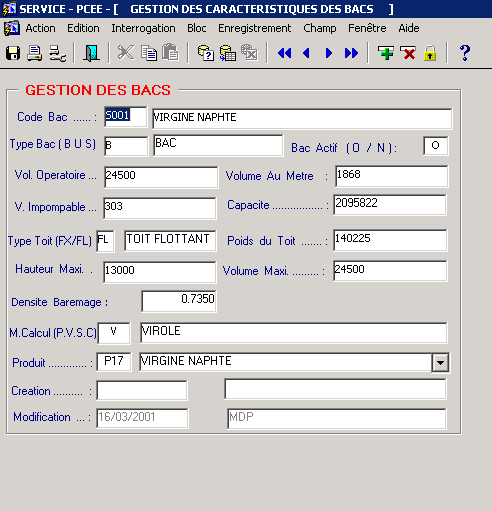 SERVICE - PCEE - [ GESTION DES CARACTERISTIQUES DES BACS ]
Action Edition Interrogation Bloc Enregistrement Champ Fenêtre Aide
GESTION DES BACS
Code Bac ...... : S001 VIRGINE NAPHTE
Type Bac ( B U S) B BAC Bac Actif ( O / N ) : O
Vol. Operatoire ... 24500 Volume Au Metre : 1868
V. Impompable ... 303 Capacite ................. : 2095822
Type Toit (FX/FL) FL TOIT FLOTTANT Poids du Toit ....... : 140225
Hauteur Maxi. . 13000 Volume Maxi. ......... : 24500
Densite Baremage : 0.7350
M.Calcul (P.V.S.C) V VIROLE
Produit ............. : P17 VIRGINE NAPHTE
Creation .......... :
Modification ... : 16/03/2001 MDP